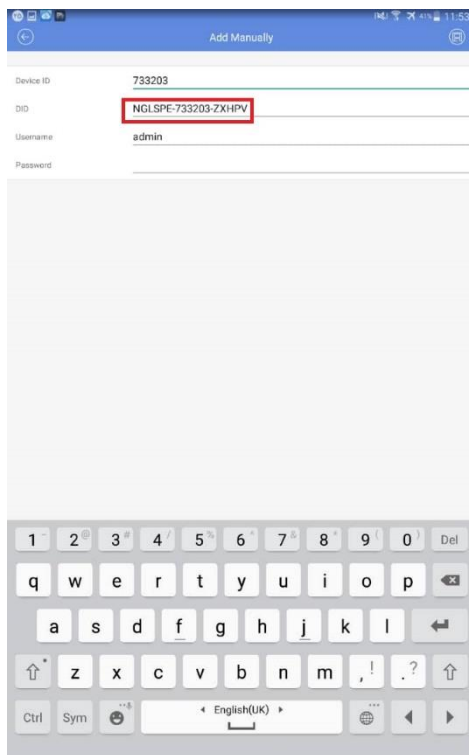 41% 11:53
Add Manually
Device ID 733203
DID NGLSPE-733203-ZXHPV
Username admin
Password
1 - 2 @ 3 # 4 / 5 % 6 ^ 7 & 8 * 9 ( 0 ) Del
q w e r t y u i o p
a s d f g h j k l
z x c v b n m , ! . ?
Ctrl Sym English(UK)